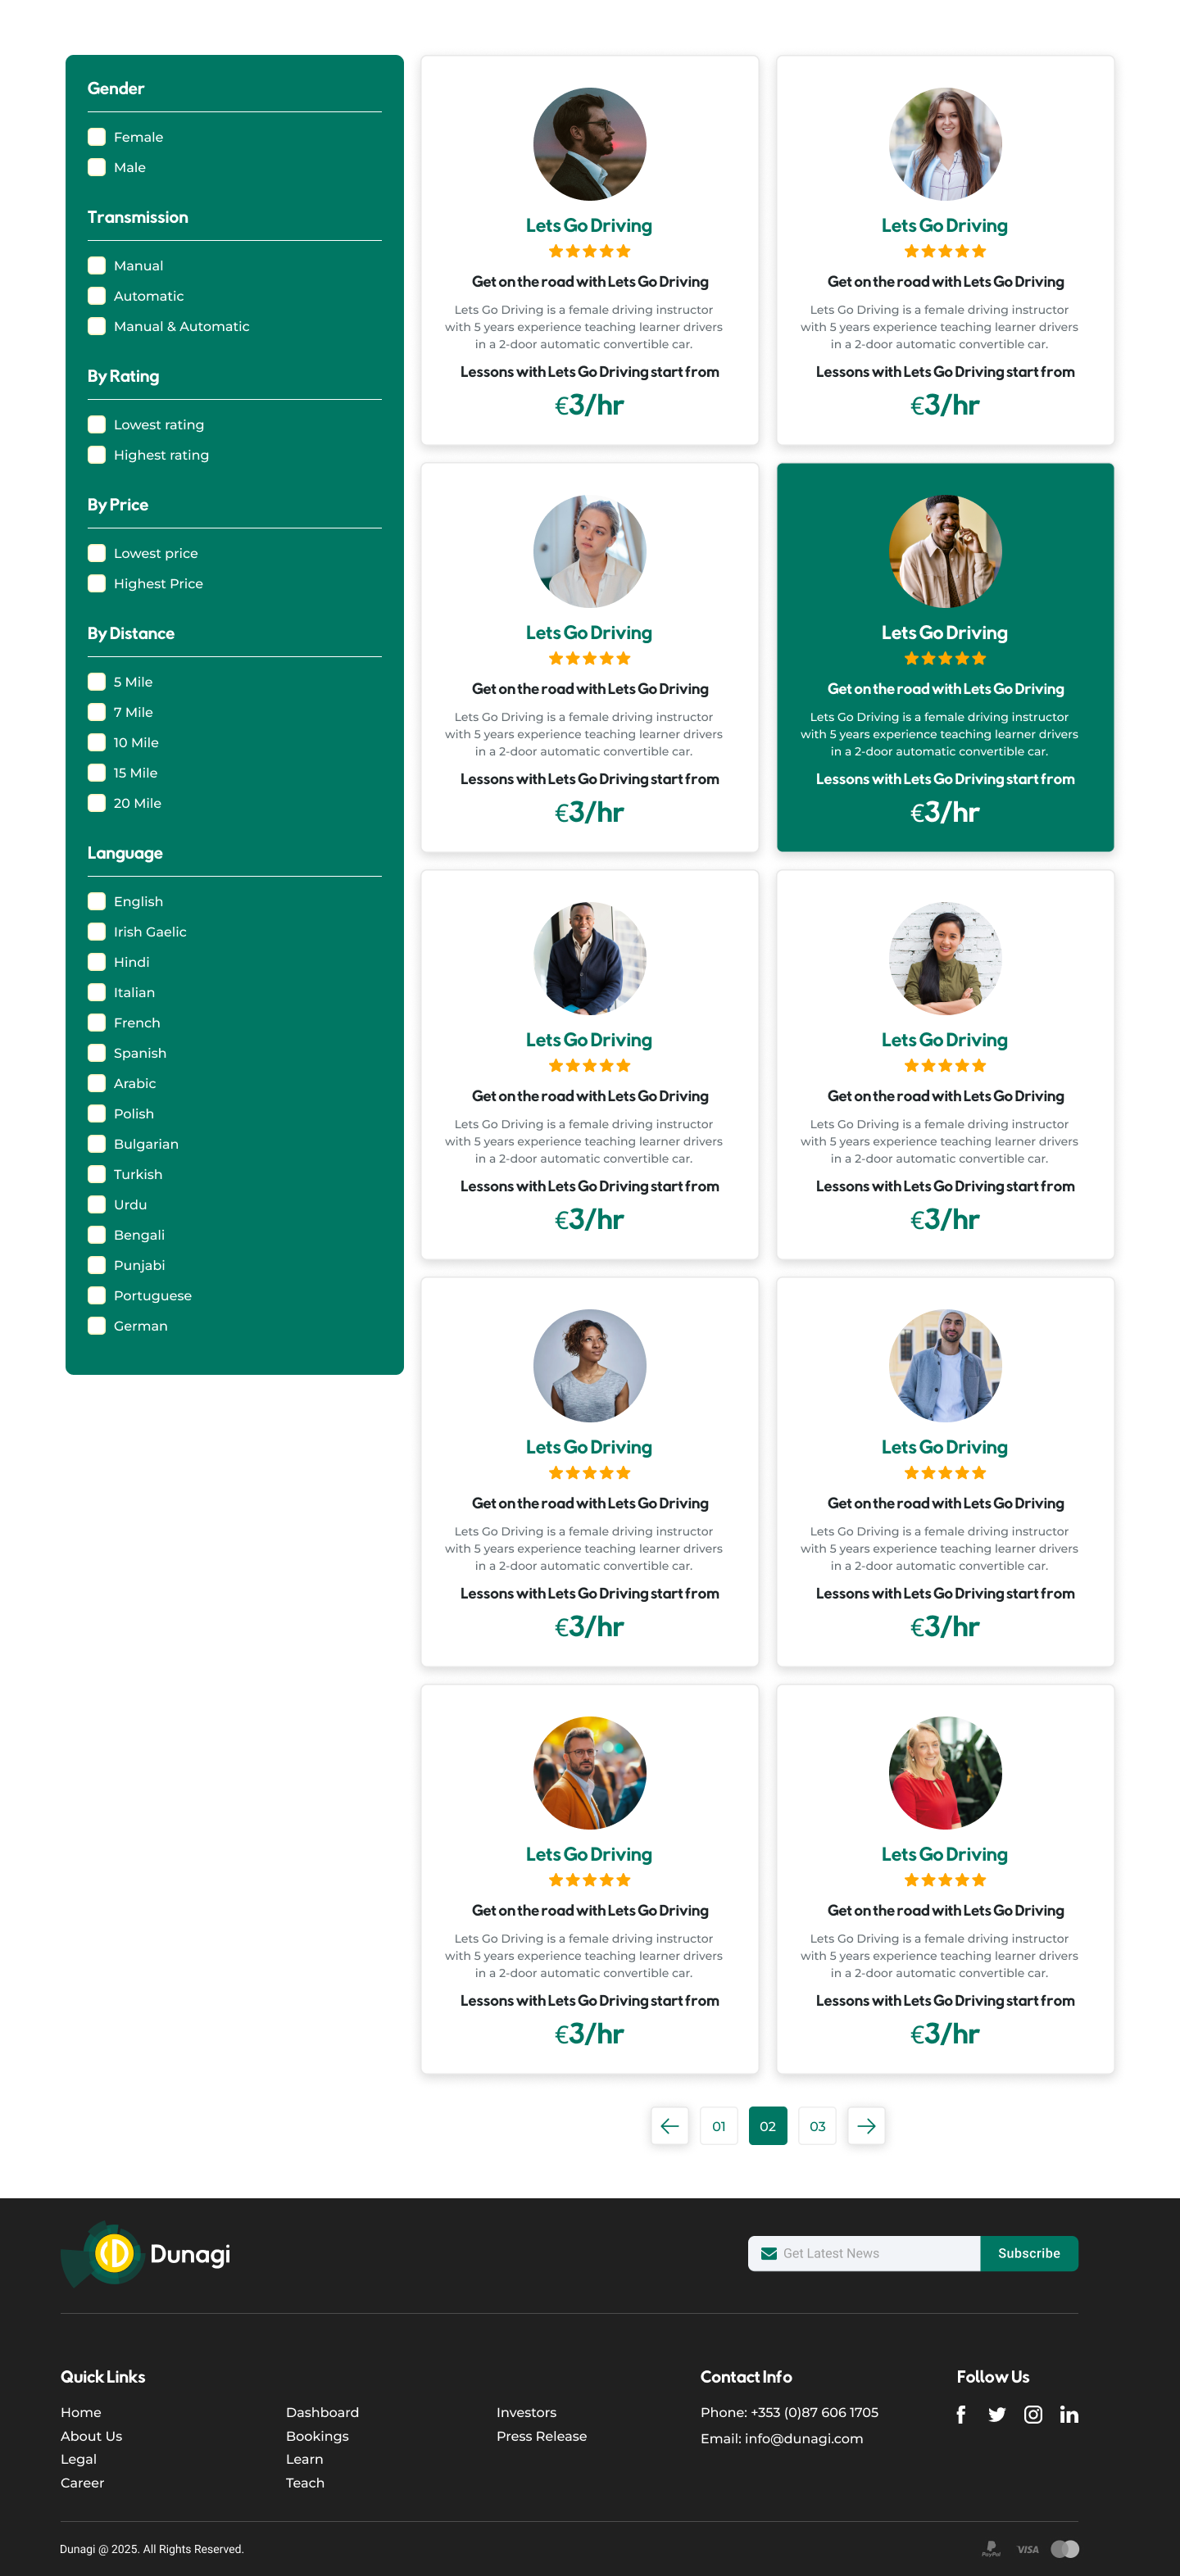 Gender
Female
Male
Transmission
Manual
Automatic
Manual & Automatic
By Rating
Lowest rating
Highest rating
By Price
Lowest price
Highest Price
By Distance
5 Mile
7 Mile
10 Mile
15 Mile
20 Mile
Language
English
Irish Gaelic
Hindi
Italian
French
Spanish
Arabic
Polish
Bulgarian
Turkish
Urdu
Bengali
Punjabi
Portuguese
German
Lets Go Driving
Get on the road with Lets Go Driving
Lets Go Driving is a female driving instructor
with 5 years experience teaching learner drivers
in a 2-door automatic convertible car.
Lessons with Lets Go Driving start from
€3/hr
Lets Go Driving
Get on the road with Lets Go Driving
Lets Go Driving is a female driving instructor
with 5 years experience teaching learner drivers
in a 2-door automatic convertible car.
Lessons with Lets Go Driving start from
€3/hr
Lets Go Driving
Get on the road with Lets Go Driving
Lets Go Driving is a female driving instructor
with 5 years experience teaching learner drivers
in a 2-door automatic convertible car.
Lessons with Lets Go Driving start from
€3/hr
Lets Go Driving
Get on the road with Lets Go Driving
Lets Go Driving is a female driving instructor
with 5 years experience teaching learner drivers
in a 2-door automatic convertible car.
Lessons with Lets Go Driving start from
€3/hr
Lets Go Driving
Get on the road with Lets Go Driving
Lets Go Driving is a female driving instructor
with 5 years experience teaching learner drivers
in a 2-door automatic convertible car.
Lessons with Lets Go Driving start from
€3/hr
Lets Go Driving
Get on the road with Lets Go Driving
Lets Go Driving is a female driving instructor
with 5 years experience teaching learner drivers
in a 2-door automatic convertible car.
Lessons with Lets Go Driving start from
€3/hr
Lets Go Driving
Get on the road with Lets Go Driving
Lets Go Driving is a female driving instructor
with 5 years experience teaching learner drivers
in a 2-door automatic convertible car.
Lessons with Lets Go Driving start from
€3/hr
Lets Go Driving
Get on the road with Lets Go Driving
Lets Go Driving is a female driving instructor
with 5 years experience teaching learner drivers
in a 2-door automatic convertible car.
Lessons with Lets Go Driving start from
€3/hr
Lets Go Driving
Get on the road with Lets Go Driving
Lets Go Driving is a female driving instructor
with 5 years experience teaching learner drivers
in a 2-door automatic convertible car.
Lessons with Lets Go Driving start from
€3/hr
Lets Go Driving
Get on the road with Lets Go Driving
Lets Go Driving is a female driving instructor
with 5 years experience teaching learner drivers
in a 2-door automatic convertible car.
Lessons with Lets Go Driving start from
€3/hr
01 02 03
Dunagi
Get Latest News
Subscribe
Quick Links
Home
About Us
Legal
Career
Dashboard
Bookings
Learn
Teach
Investors
Press Release
Contact Info
Phone: +353 (0)87 606 1705
Email: info@dunagi.com
Follow Us
Dunagi @ 2025. All Rights Reserved.
PayPal
VISA